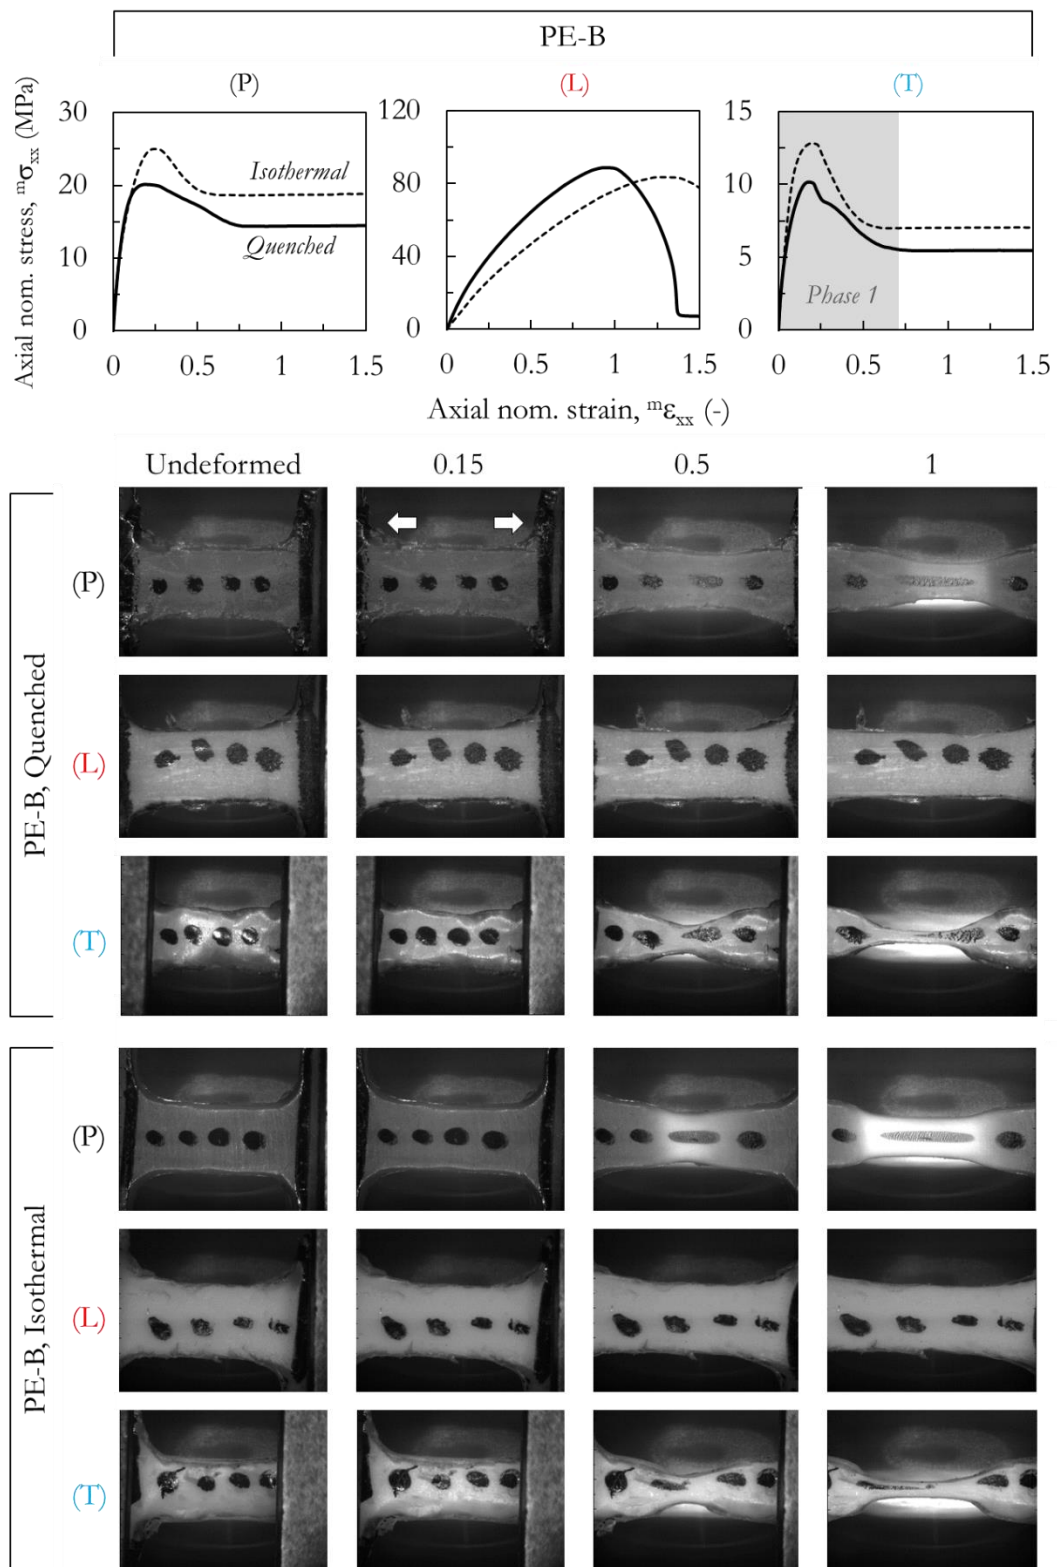 PE-B
(P) (L) (T)
Axial nom. stress, ᵐσₓₓ (MPa)
30 120 15
20 80 10
10 40 5
0 0 0
Isothermal
Quenched
Phase 1
0 0.5 1 1.5 0 0.5 1 1.5 0 0.5 1 1.5
Axial nom. strain, ᵐεₓₓ (-)
Undeformed 0.15 0.5 1
PE-B, Quenched
(P)
(L)
(T)
PE-B, Isothermal
(P)
(L)
(T)